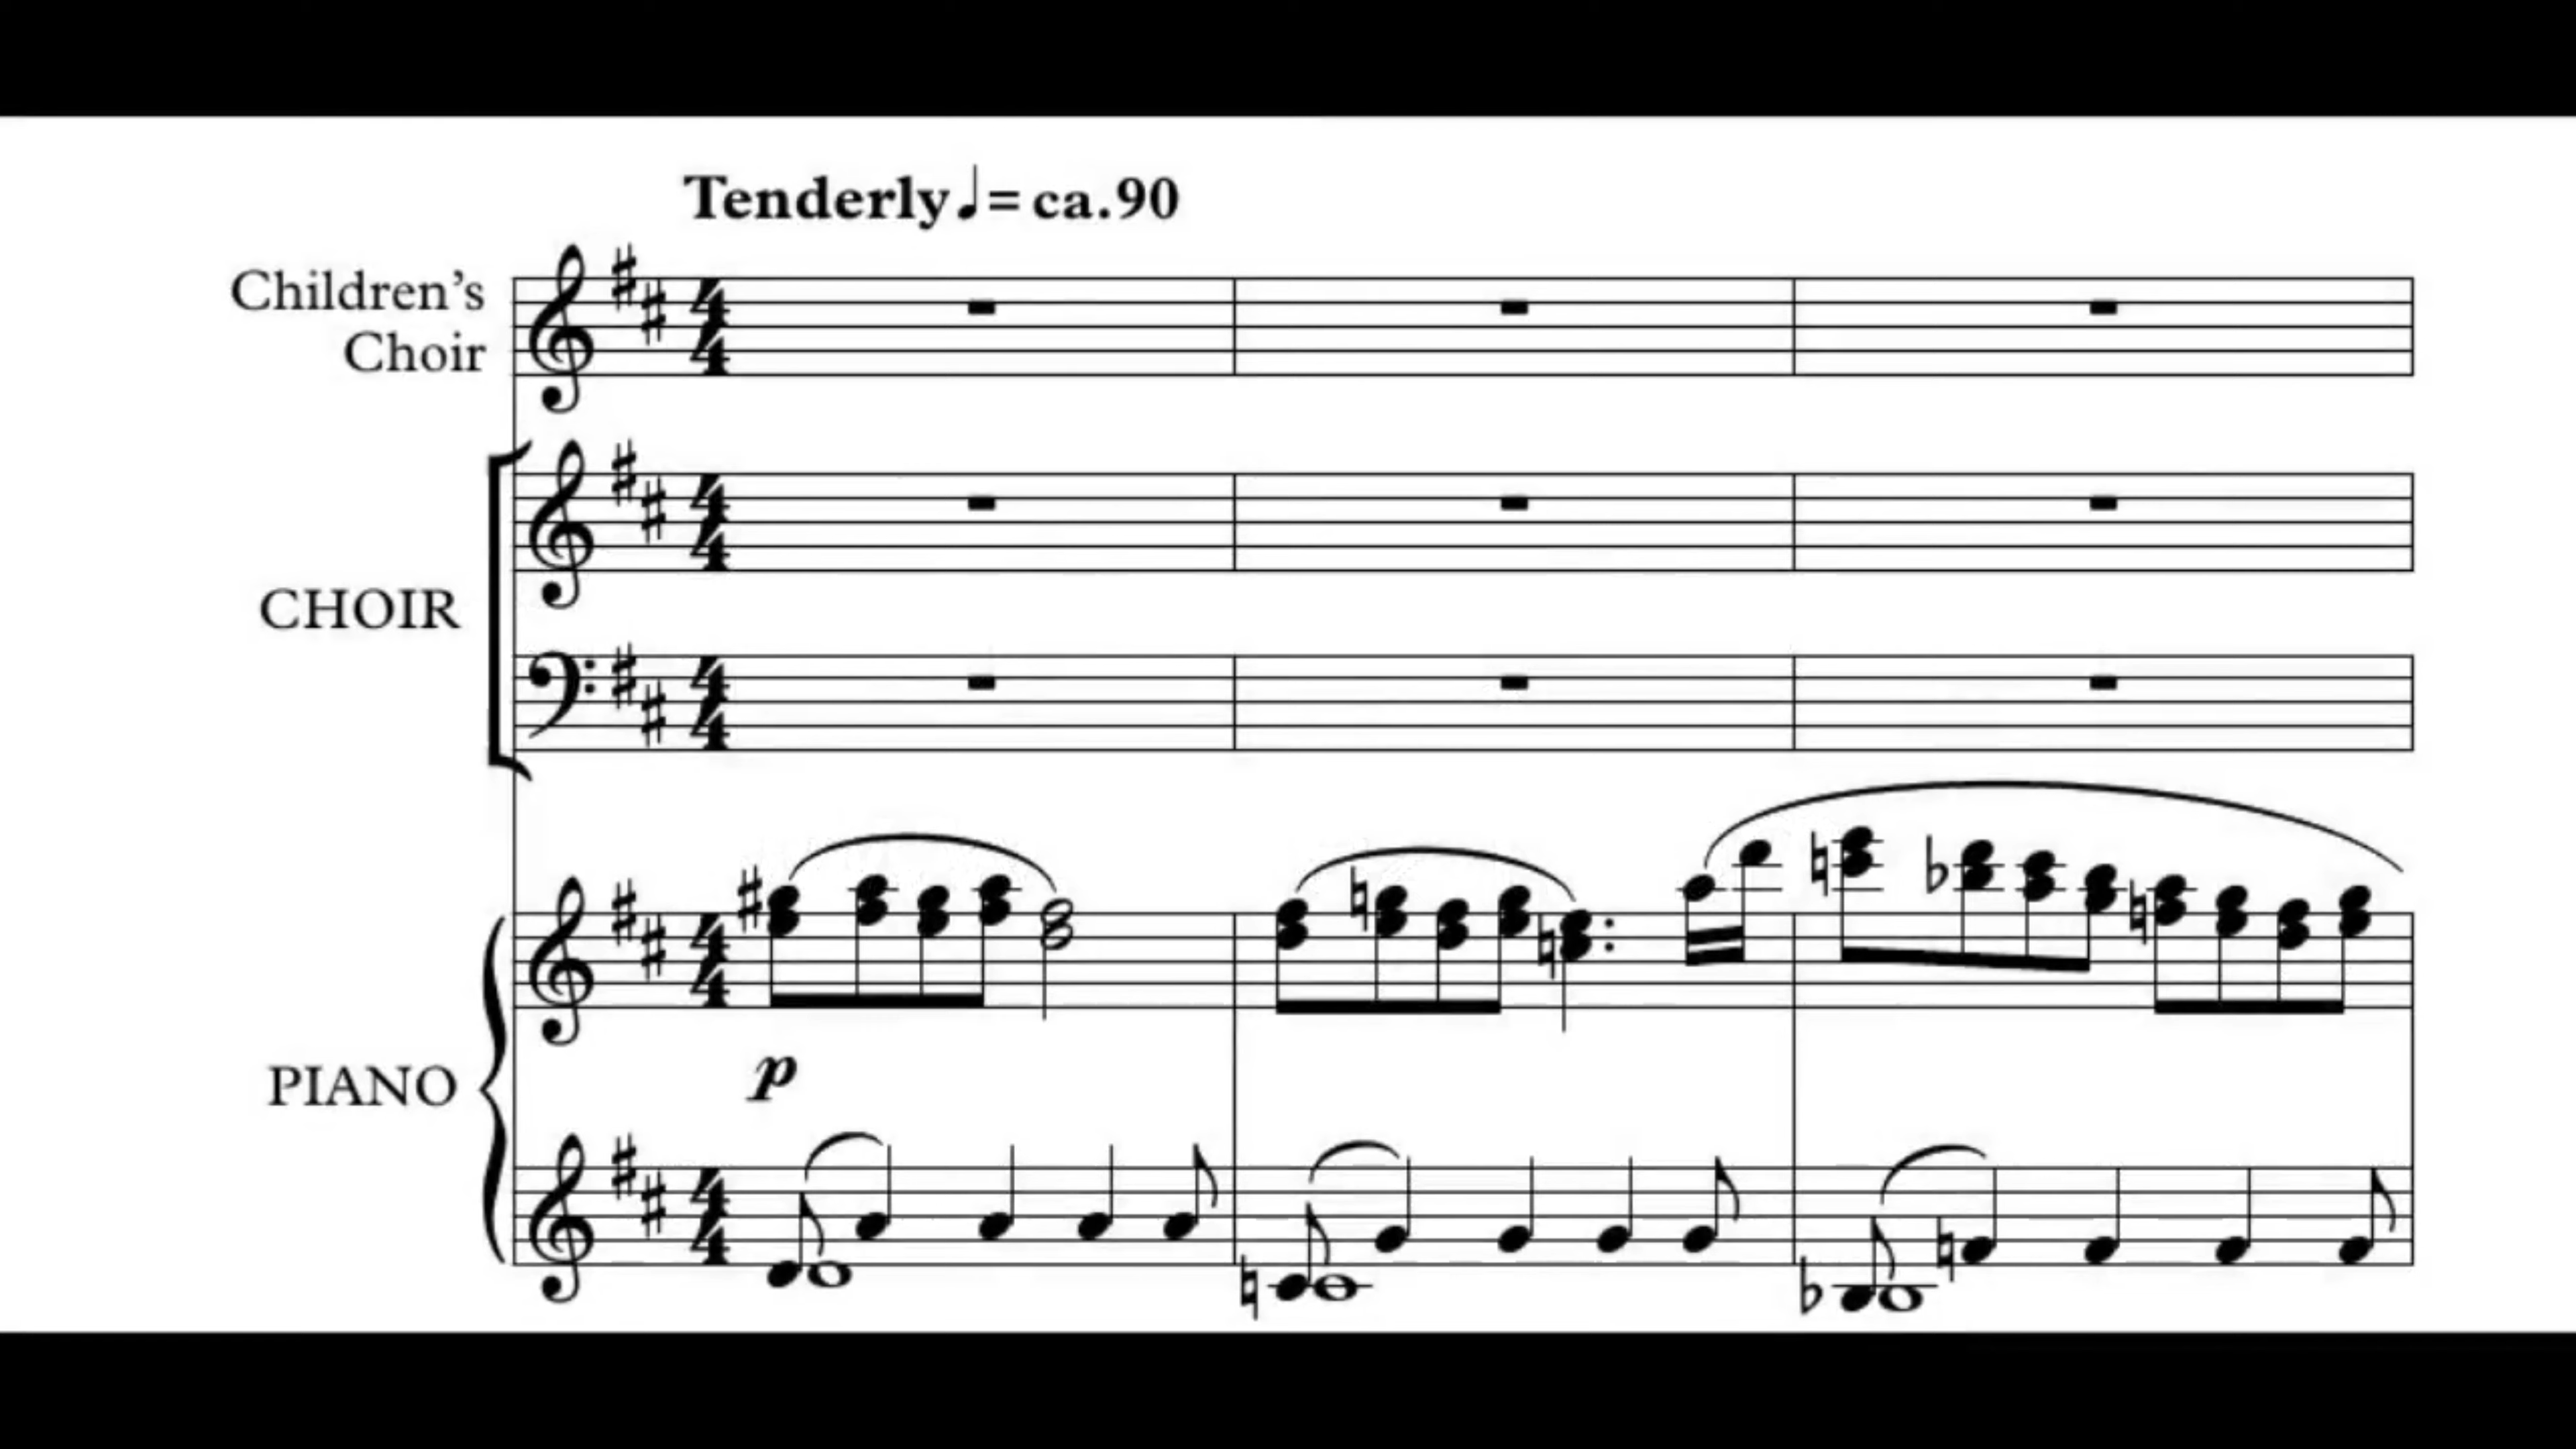 Tenderly ♩= ca.90
Children’s
Choir
CHOIR
PIANO
p